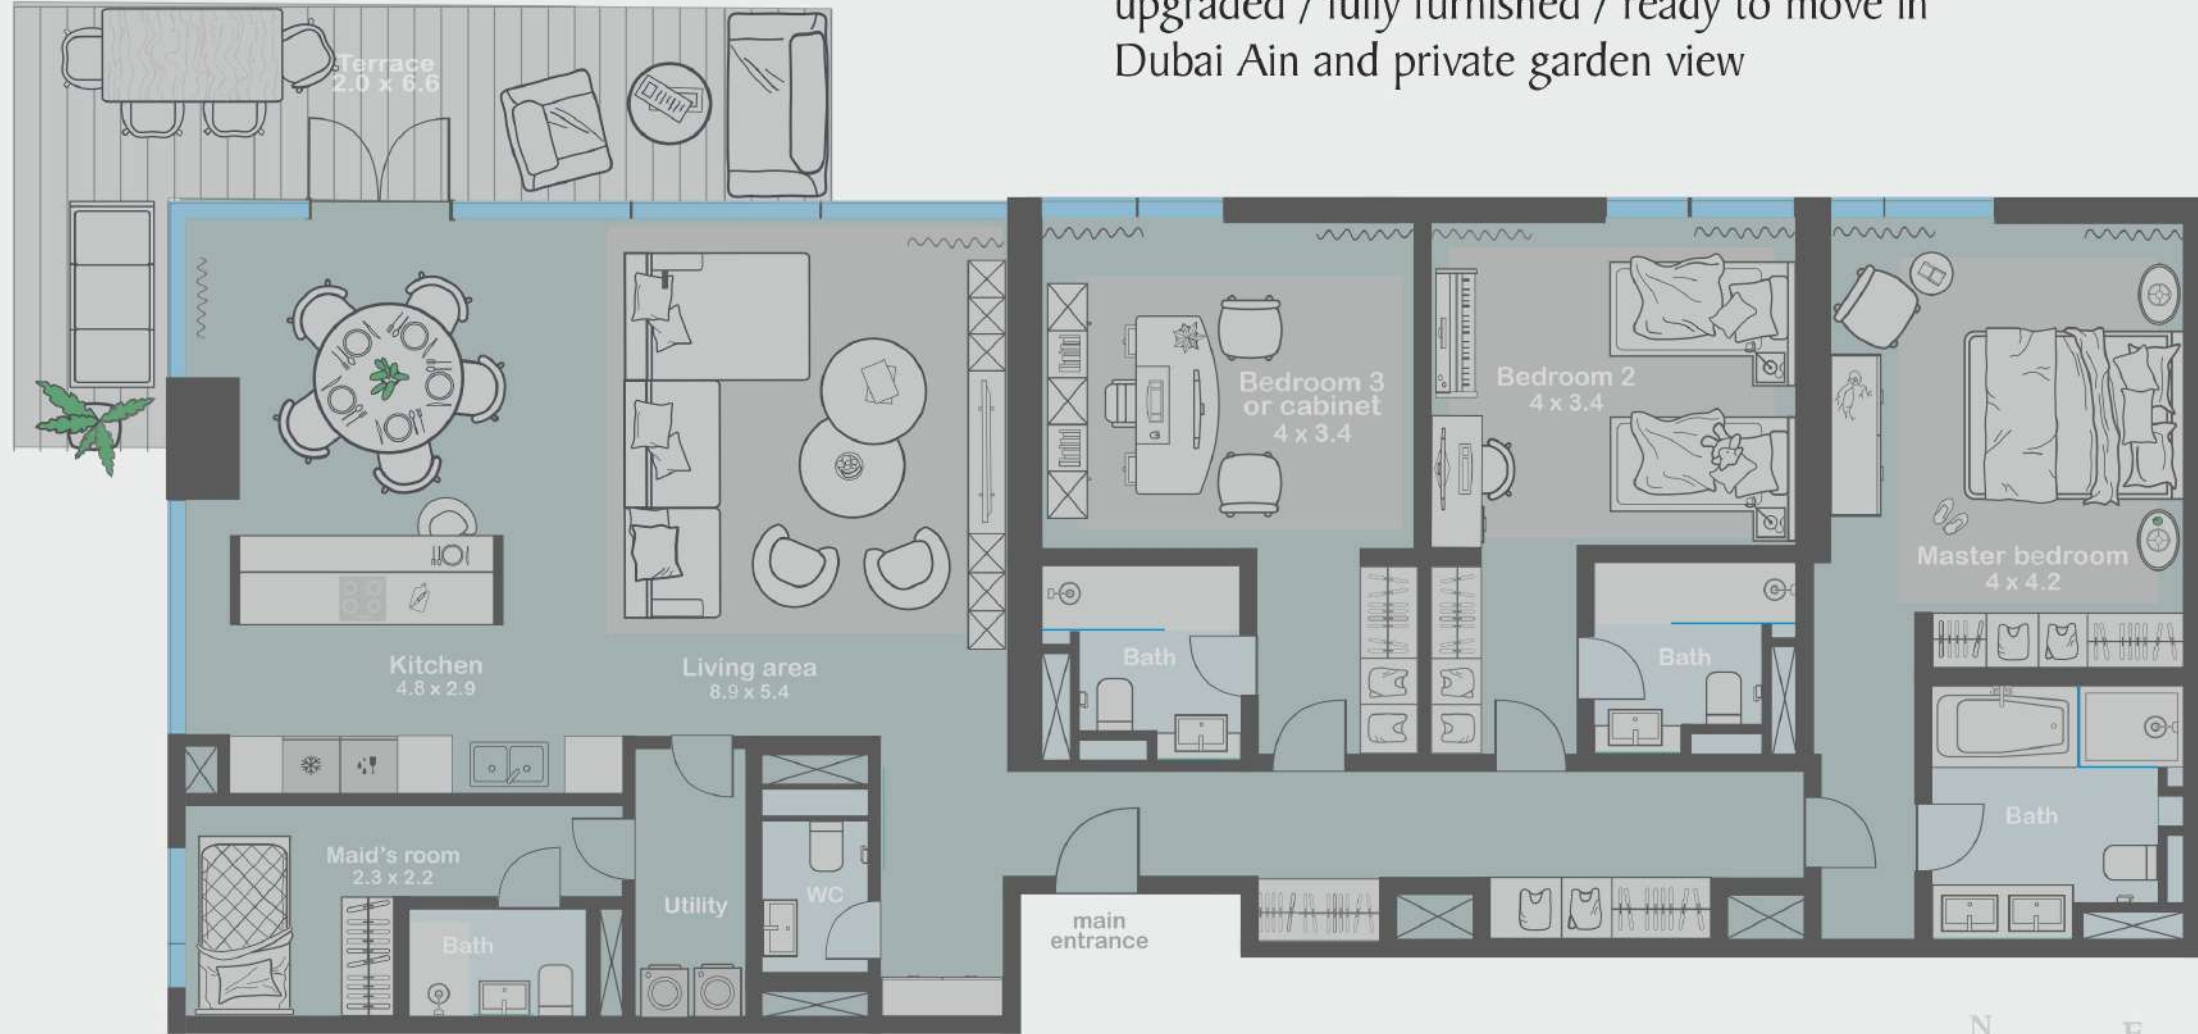 upgraded / fully furnished / ready to move in
Dubai Ain and private garden view
Terrace
2.0 x 6.6
Bedroom 3
or cabinet
4 x 3.4
Bedroom 2
4 x 3.4
Master bedroom
4 x 4.2
Kitchen
4.8 x 2.9
Living area
8.9 x 5.4
Bath
Bath
Bath
Maid's room
2.3 x 2.2
Bath
Utility
WC
main
entrance
N
E